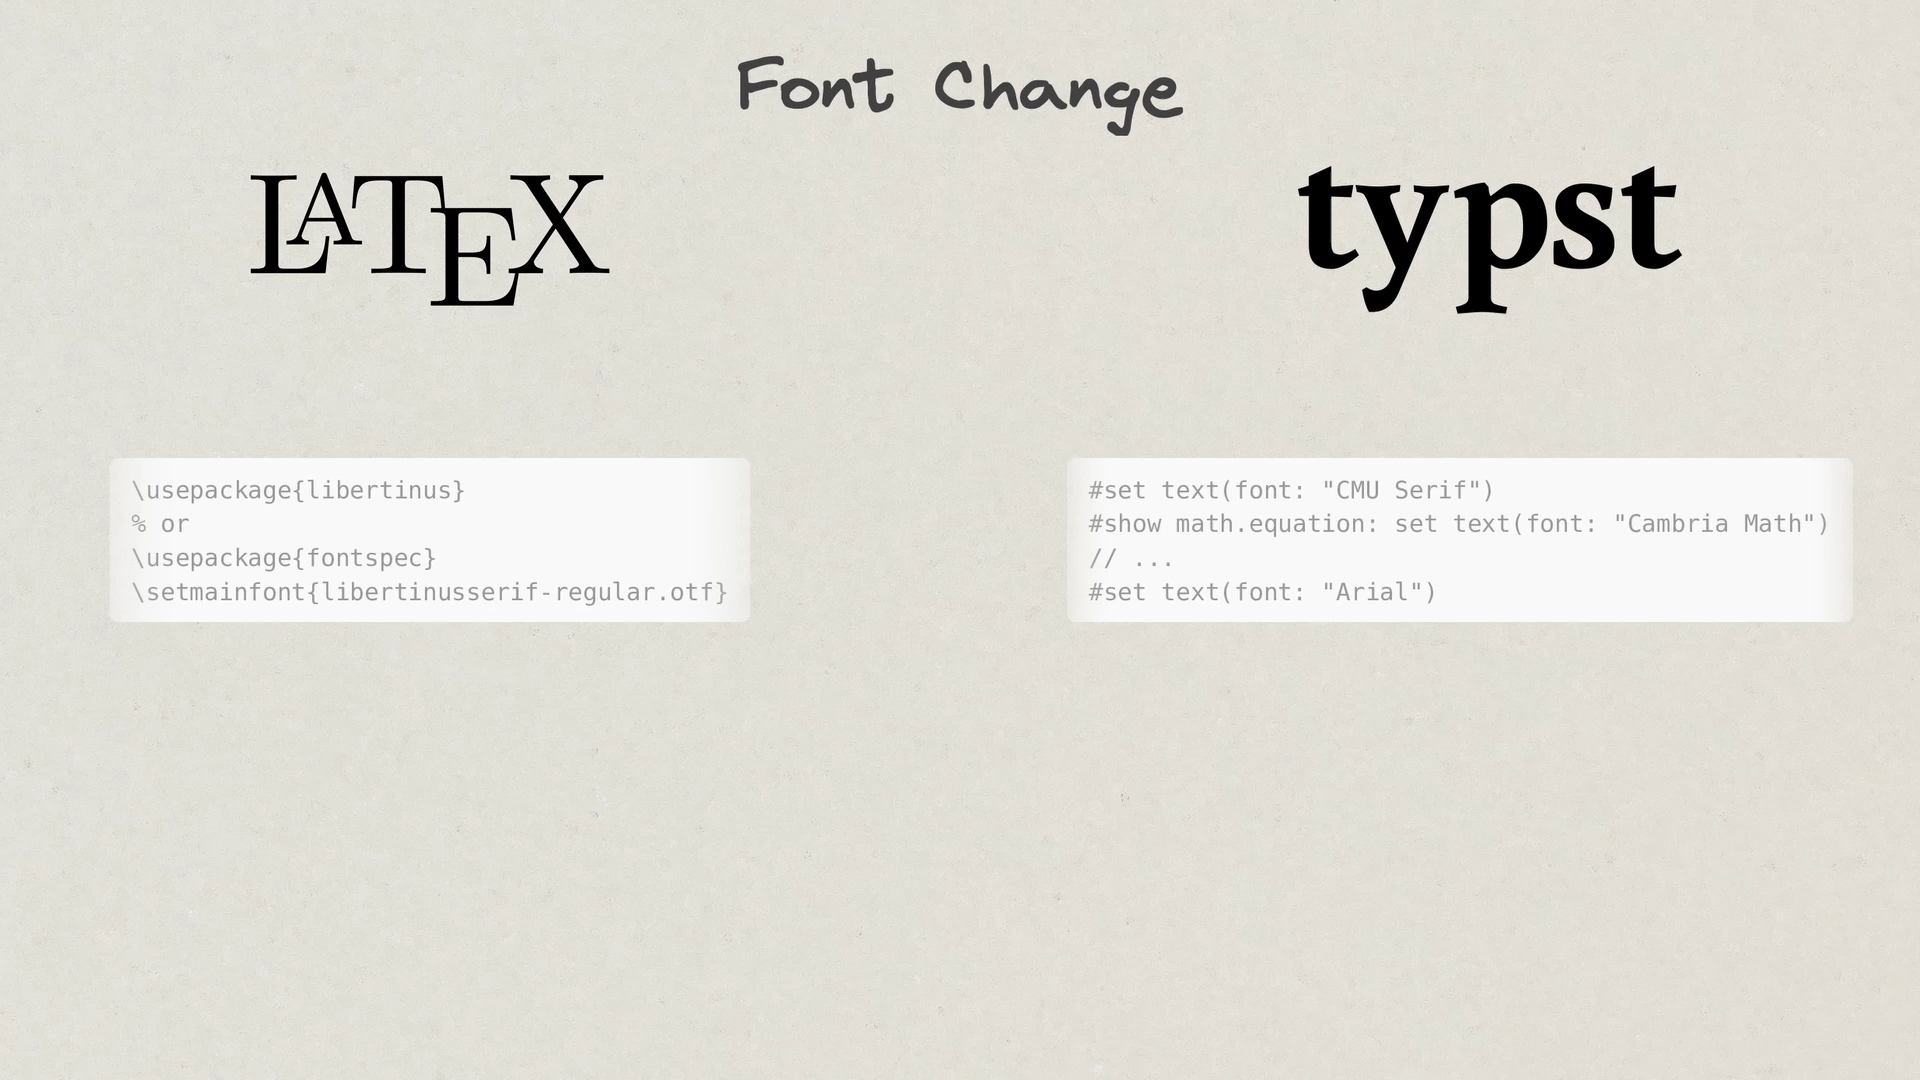 Font Change
LATEX
typst
\usepackage{libertinus}
% or
\usepackage{fontspec}
\setmainfont{libertinusserif-regular.otf}
#set text(font: "CMU Serif")
#show math.equation: set text(font: "Cambria Math")
// ...
#set text(font: "Arial")